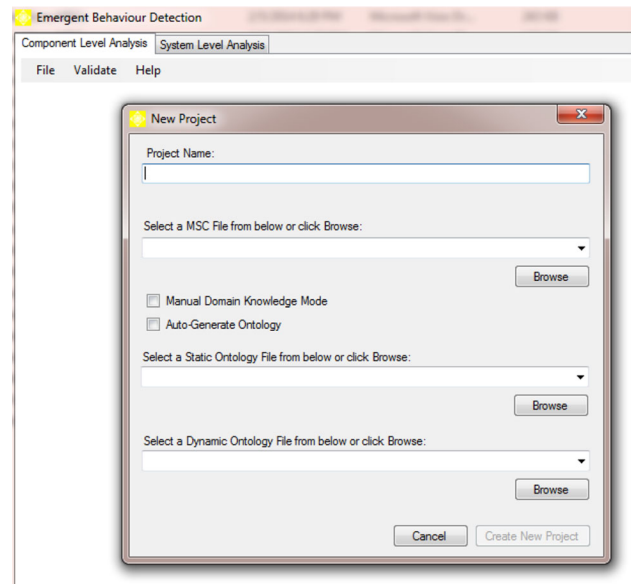 Emergent Behaviour Detection
Component Level Analysis System Level Analysis
File Validate Help
New Project
Project Name:
Select a MSC File from below or click Browse:
Browse
Manual Domain Knowledge Mode
Auto-Generate Ontology
Select a Static Ontology File from below or click Browse:
Browse
Select a Dynamic Ontology File from below or click Browse:
Browse
Cancel Create New Project